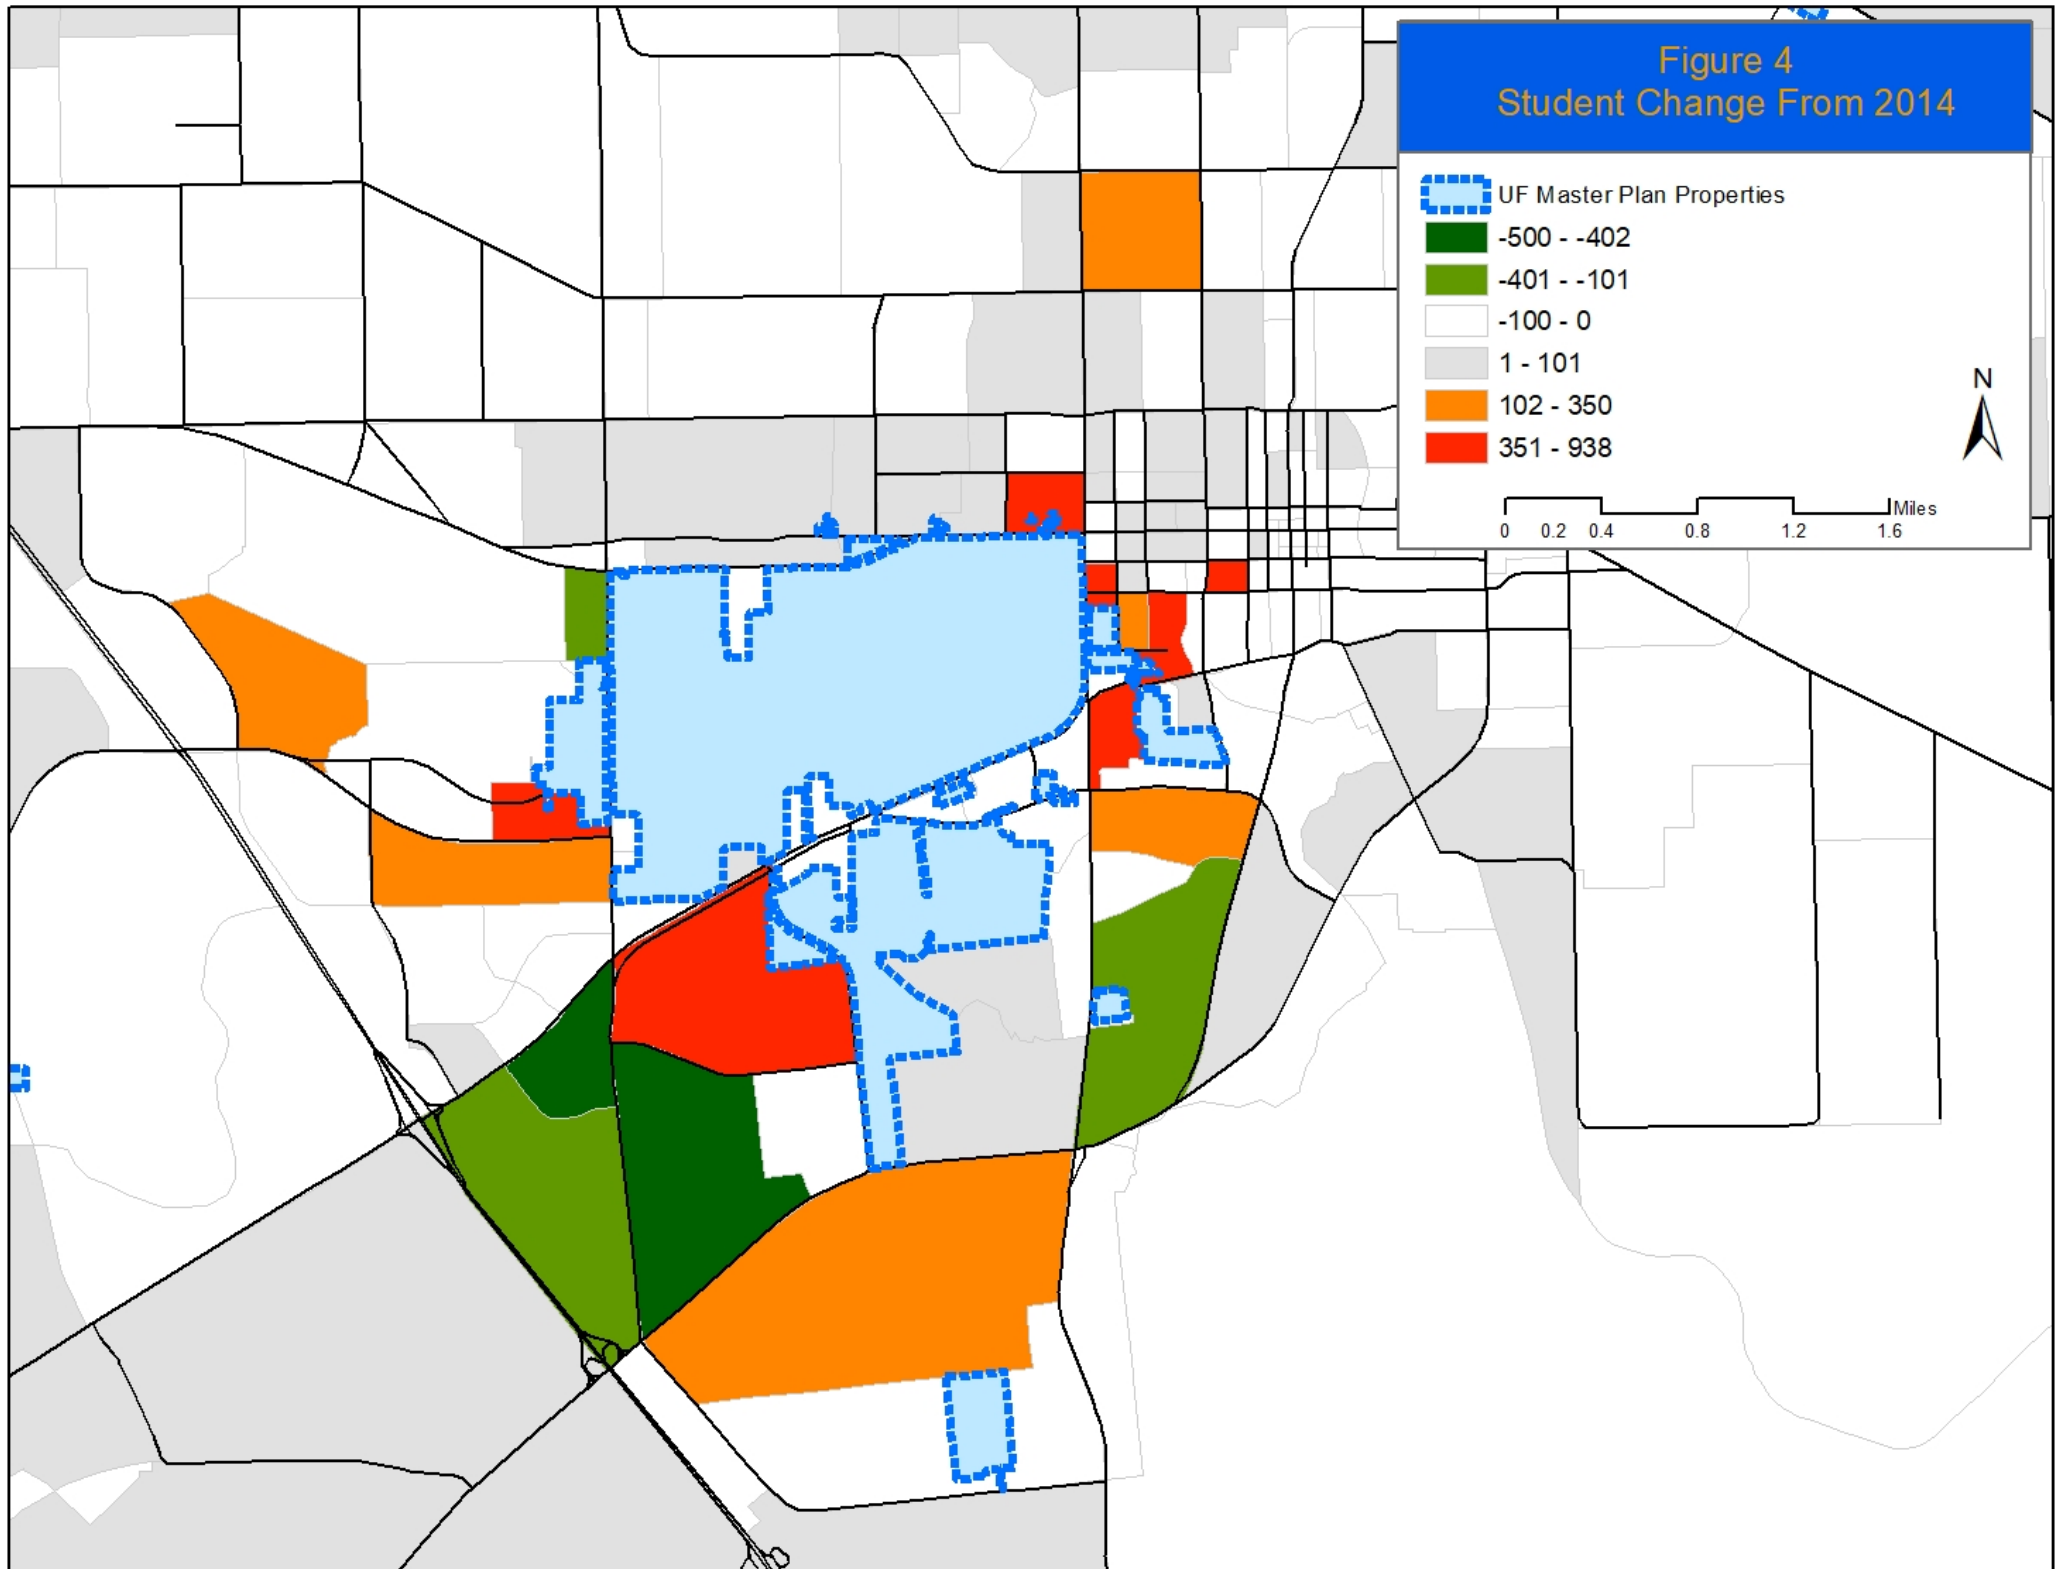 Figure 4
Student Change From 2014
UF Master Plan Properties
-500 - -402
-401 - -101
-100 - 0
1 - 101
102 - 350
351 - 938
N
Miles
0 0.2 0.4 0.8 1.2 1.6